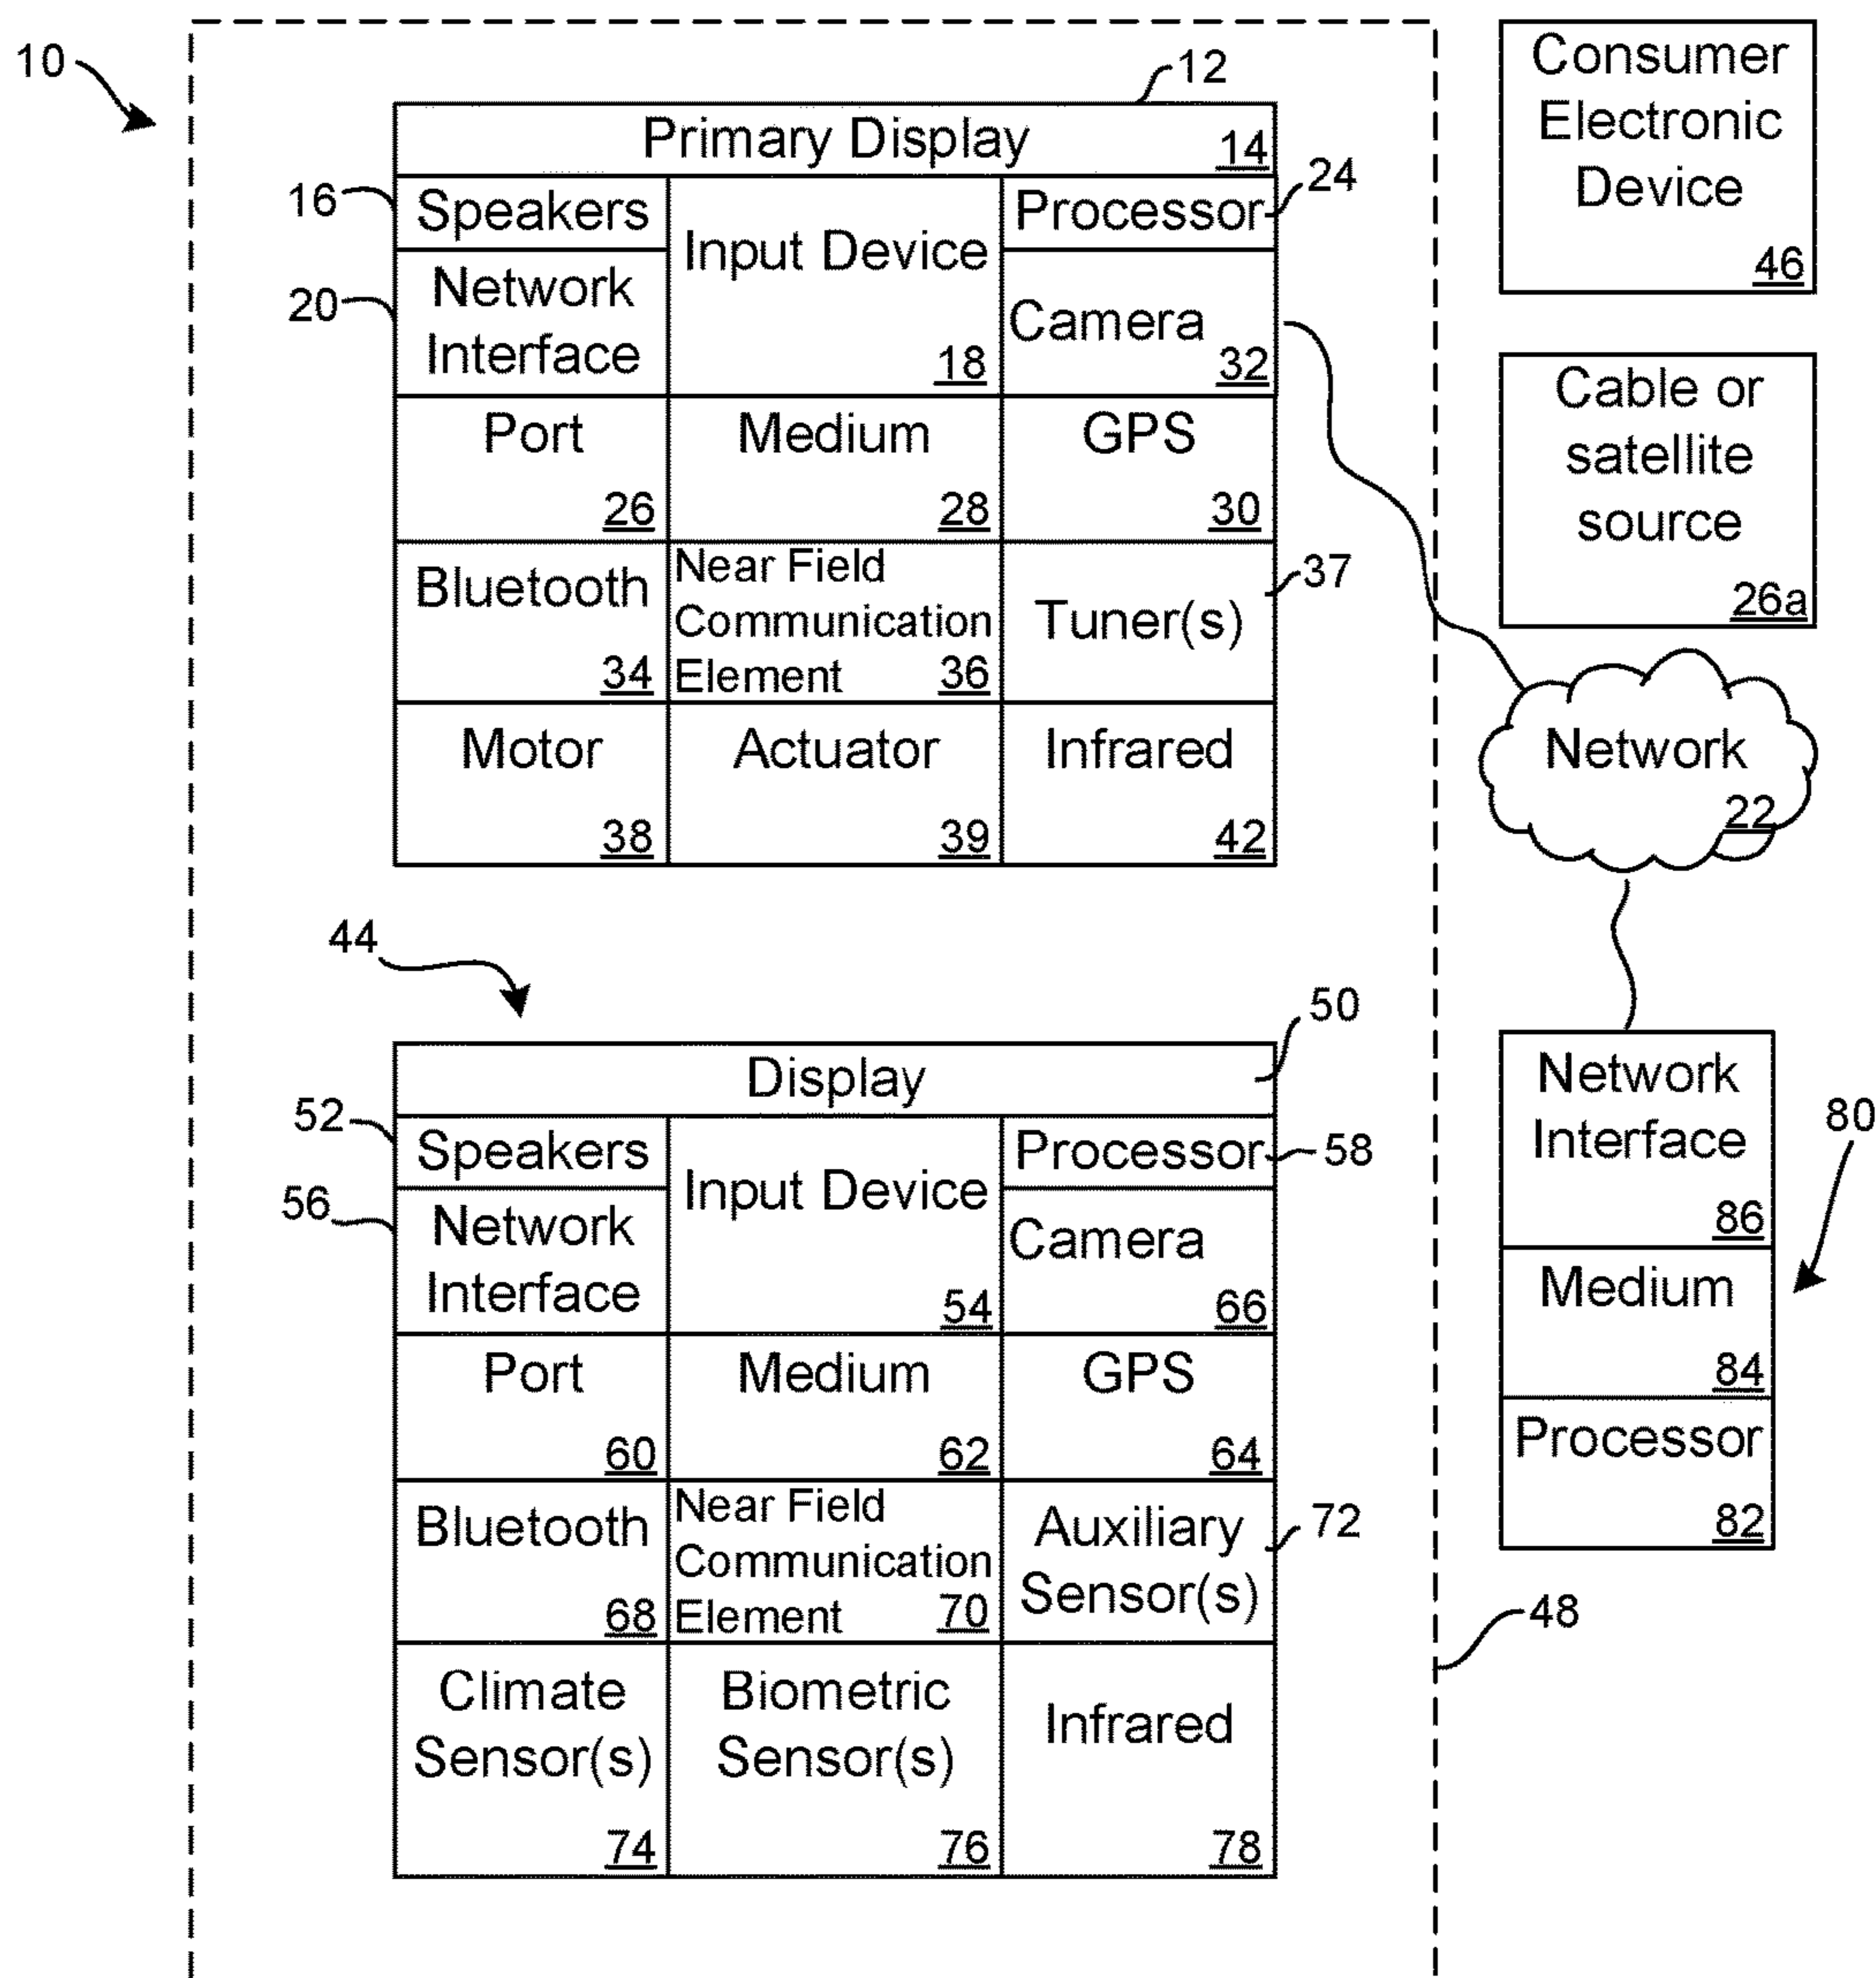 10
12
Primary Display
14
16
Speakers
Input Device
18
Processor
24
20
Network
Interface
Camera
32
Port
26
Medium
28
GPS
30
Bluetooth
34
Near Field
Communication
Element
36
Tuner(s)
37
Motor
38
Actuator
39
Infrared
42
Consumer
Electronic
Device
46
Cable or
satellite
source
26a
Network
22
44
50
Display
52
Speakers
Input Device
54
Processor
58
56
Network
Interface
Camera
66
Port
60
Medium
62
GPS
64
Bluetooth
68
Near Field
Communication
Element
70
Auxiliary
Sensor(s)
72
Climate
Sensor(s)
74
Biometric
Sensor(s)
76
Infrared
78
Network
Interface
86
80
Medium
84
Processor
82
48